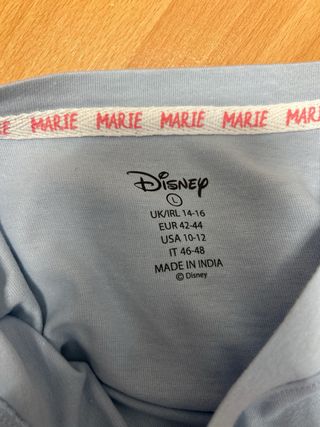 IE MARIE MARIE MARIE MARIE
Disney
L
UK/IRL 14-16
EUR 42-44
USA 10-12
IT 46-48
MADE IN INDIA
© Disney